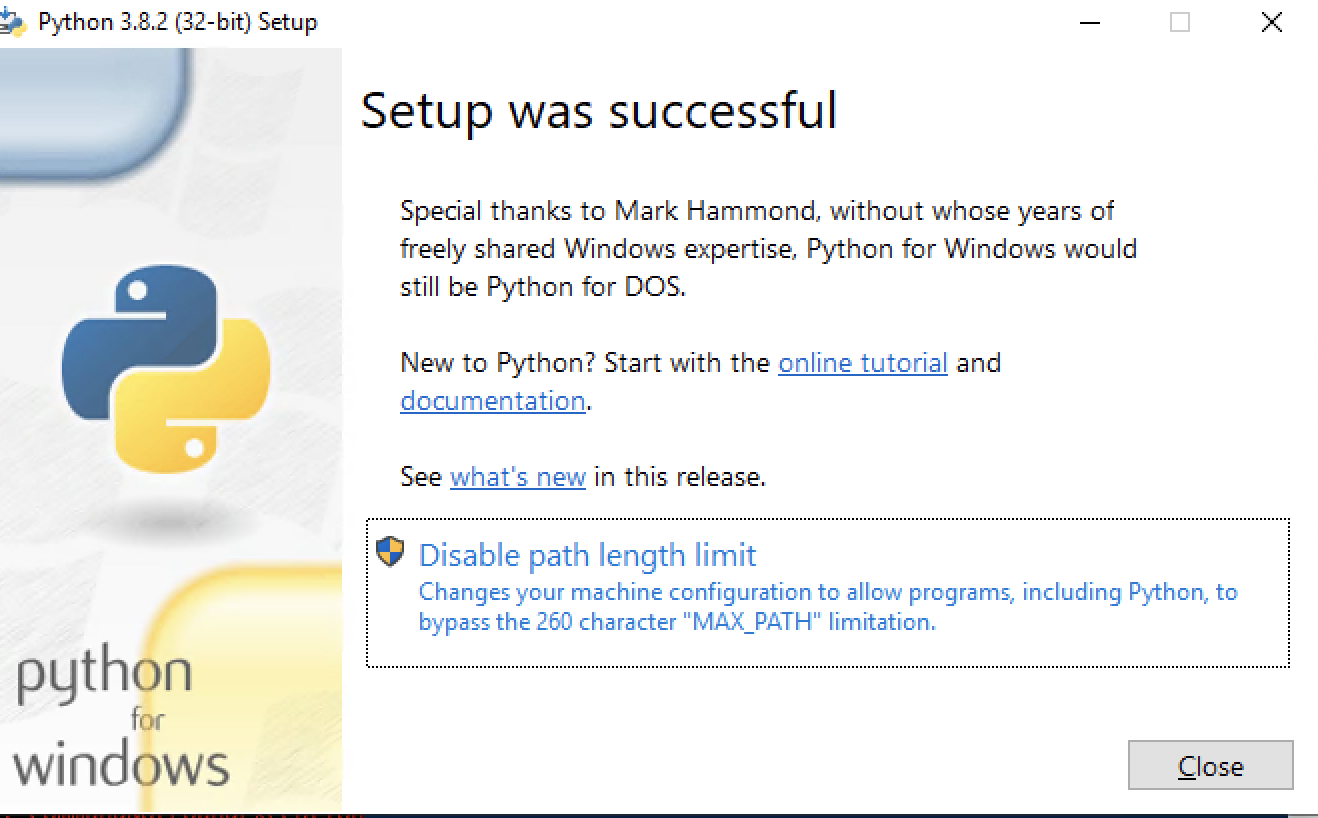 Python 3.8.2 (32-bit) Setup
Setup was successful
Special thanks to Mark Hammond, without whose years of
freely shared Windows expertise, Python for Windows would
still be Python for DOS.
New to Python? Start with the online tutorial and
documentation.
See what's new in this release.
Disable path length limit
Changes your machine configuration to allow programs, including Python, to
bypass the 260 character "MAX_PATH" limitation.
python
for
windows
Close